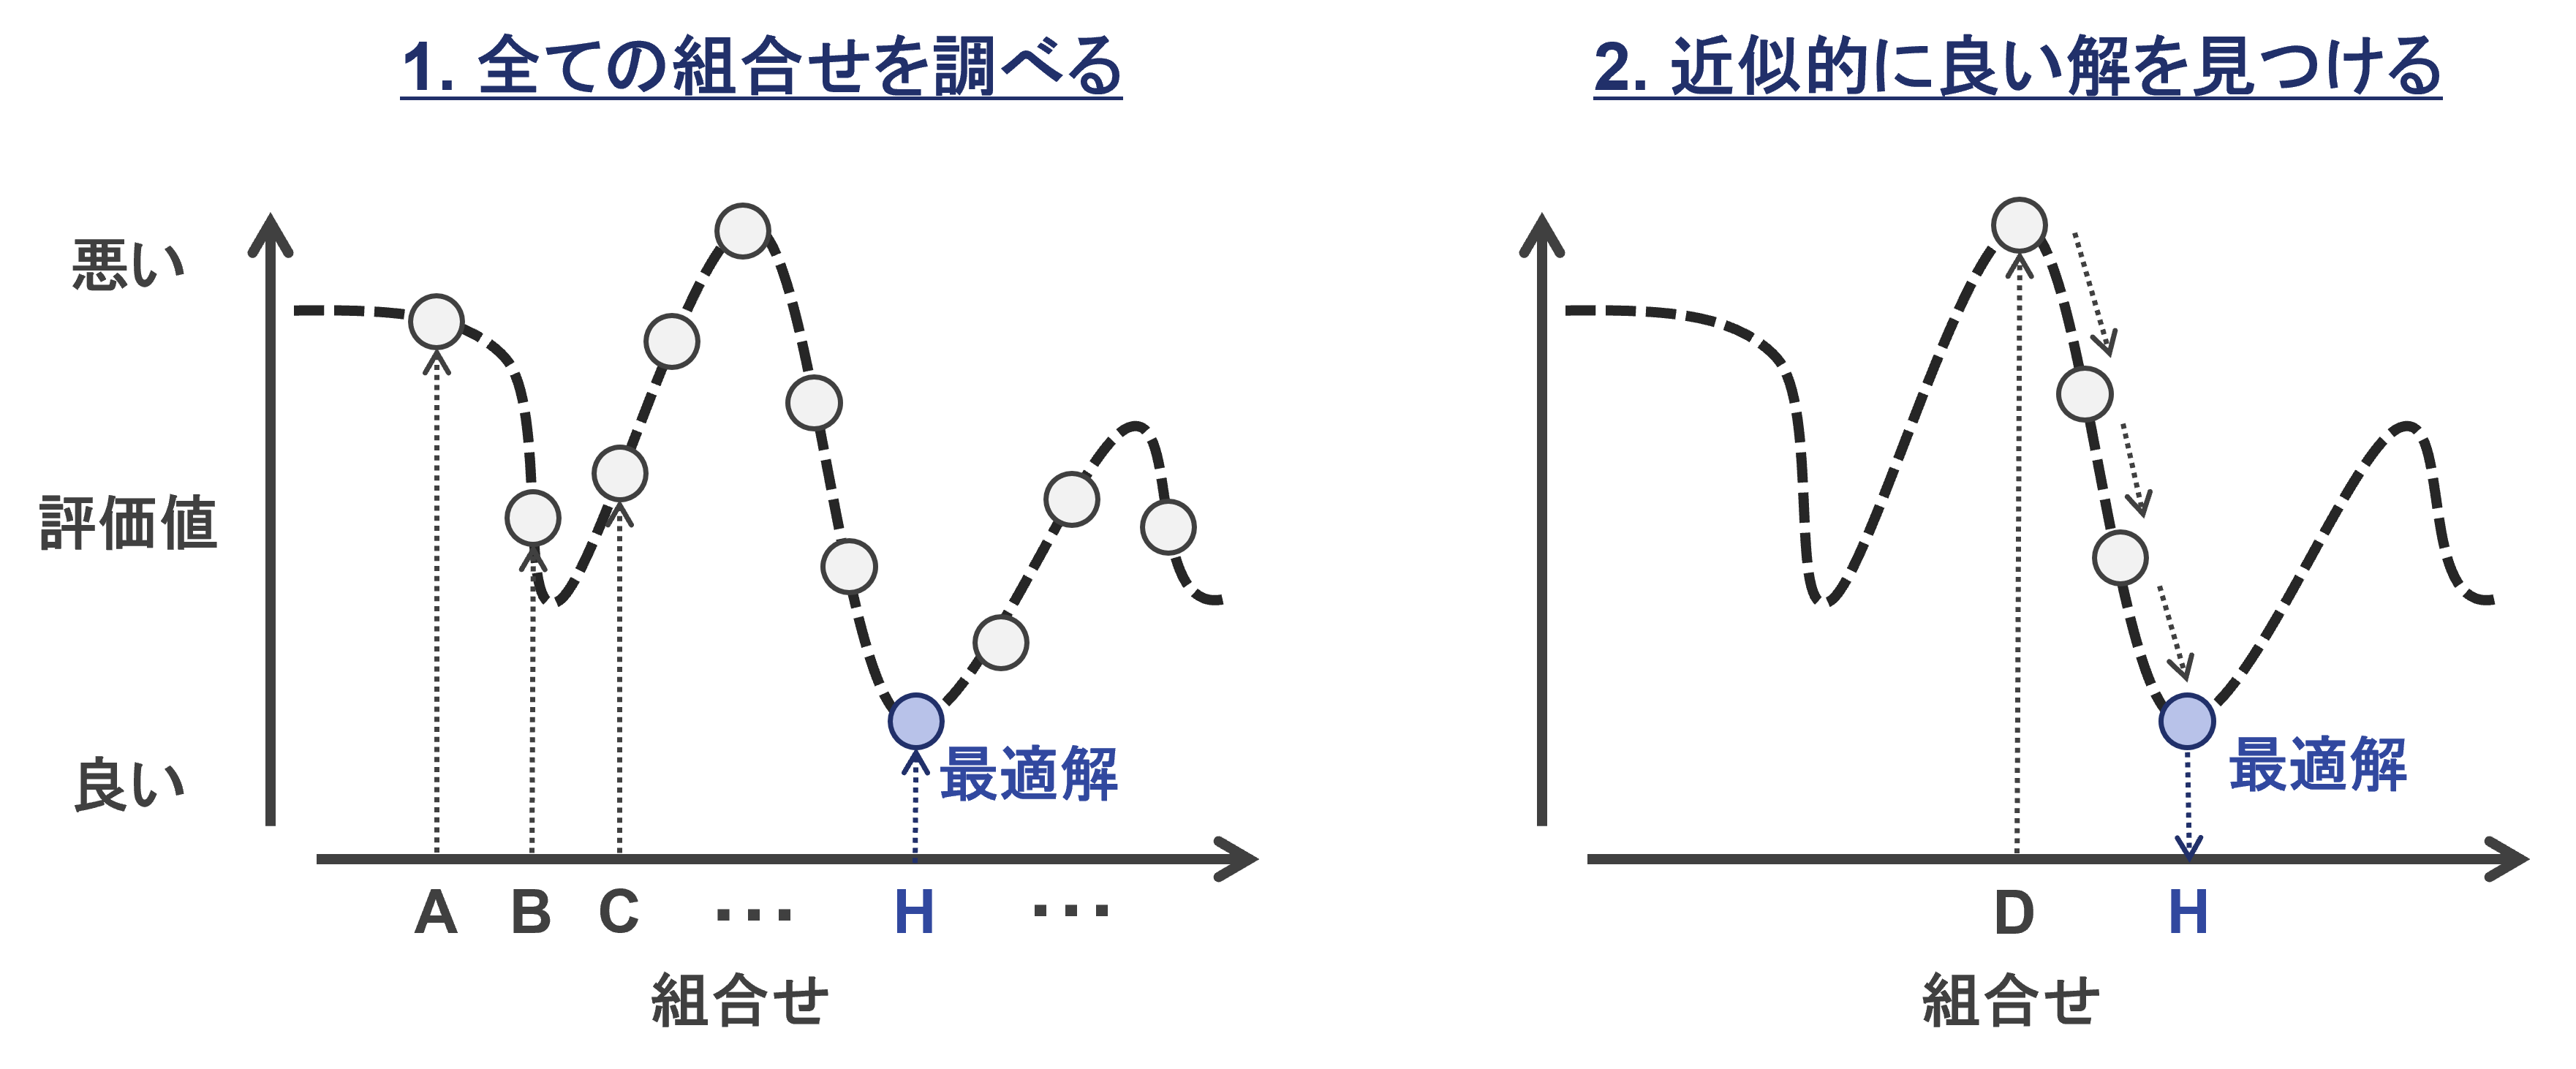 1. 全ての組合せを調べる
悪い
評価値
良い
最適解
A B C ・・・ H ・・・
組合せ
2. 近似的に良い解を見つける
最適解
D H
組合せ